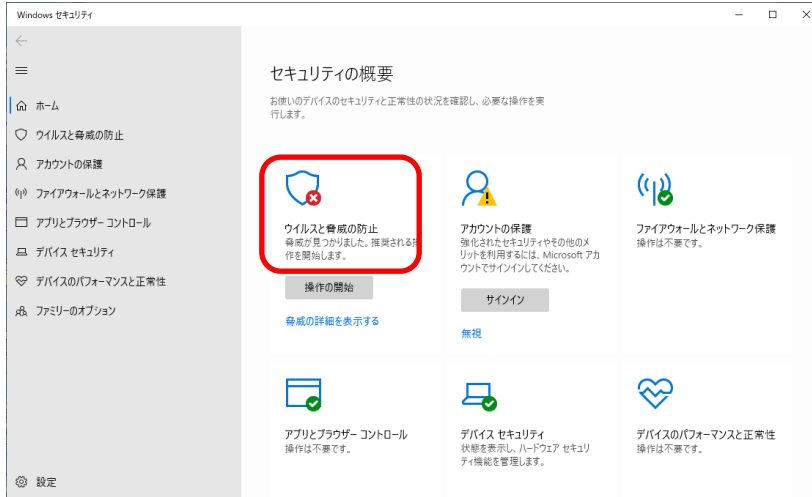 Windows セキュリティ
ホーム
ウイルスと脅威の防止
アカウントの保護
ファイアウォールとネットワーク保護
アプリとブラウザー コントロール
デバイス セキュリティ
デバイスのパフォーマンスと正常性
ファミリーのオプション
設定
セキュリティの概要
お使いのデバイスのセキュリティと正常性の状況を確認し、必要な操作を実
行します。
ウイルスと脅威の防止
脅威が見つかりました。推奨される操
作を開始します。
操作の開始
脅威の詳細を表示する
アカウントの保護
強化されたセキュリティやその他のメ
リットを利用するには、Microsoft アカ
ウントでサインインしてください。
サインイン
無視
ファイアウォールとネットワーク保護
操作は不要です。
アプリとブラウザー コントロール
操作は不要です。
デバイス セキュリティ
状態を表示し、ハードウェア セキュリ
ティ機能を管理します。
デバイスのパフォーマンスと正常性
操作は不要です。